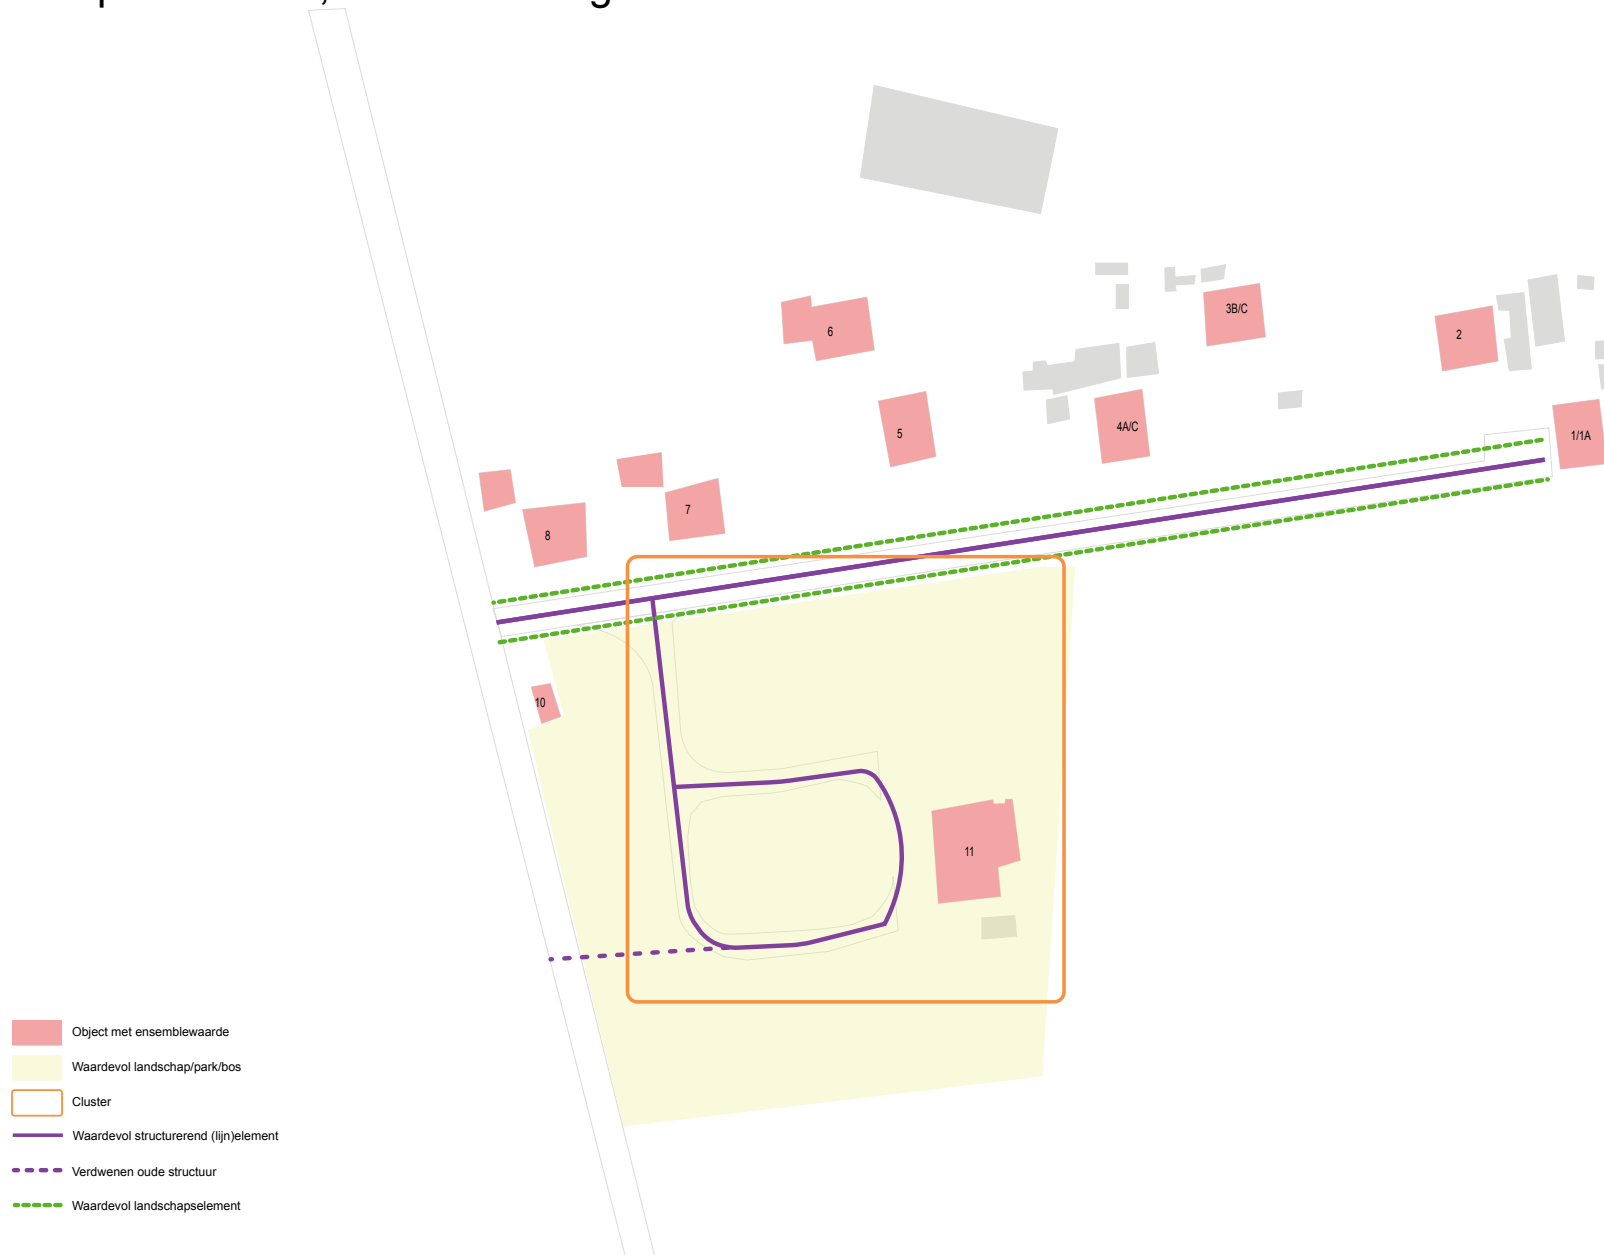 3B/C
6
2
4A/C
5
1/1A
7
8
10
11
Object met ensemblewaarde
Waardevol landschap/park/bos
Cluster
Waardevol structurerend (lijn)element
Verdwenen oude structuur
Waardevol landschapselement